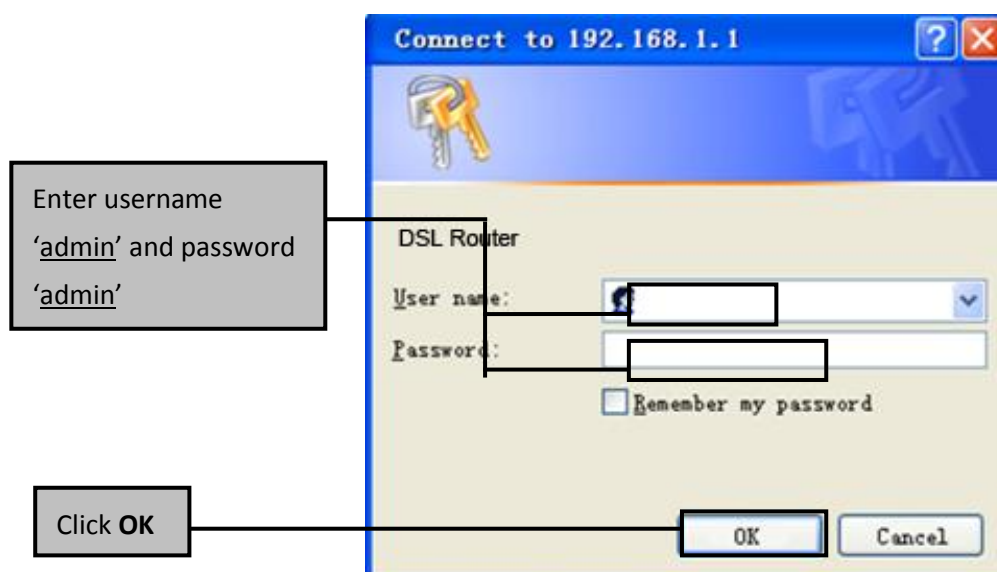 Connect to 192.168.1.1
Enter username
‘admin’ and password
‘admin’
DSL Router
User name:
Password:
Remember my password
Click OK
OK
Cancel